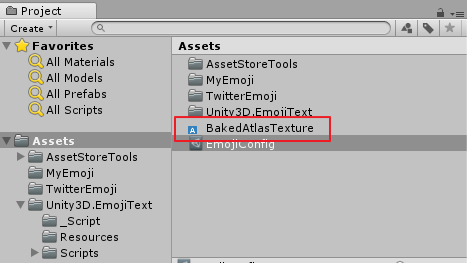 Project
Create
Favorites
All Materials
All Models
All Prefabs
All Scripts
Assets
AssetStoreTools
MyEmoji
TwitterEmoji
Unity3D.EmojiText
_Script
Resources
Scripts
Assets
AssetStoreTools
MyEmoji
TwitterEmoji
Unity3D.EmojiText
A BakedAtlasTexture
EmojiConfig